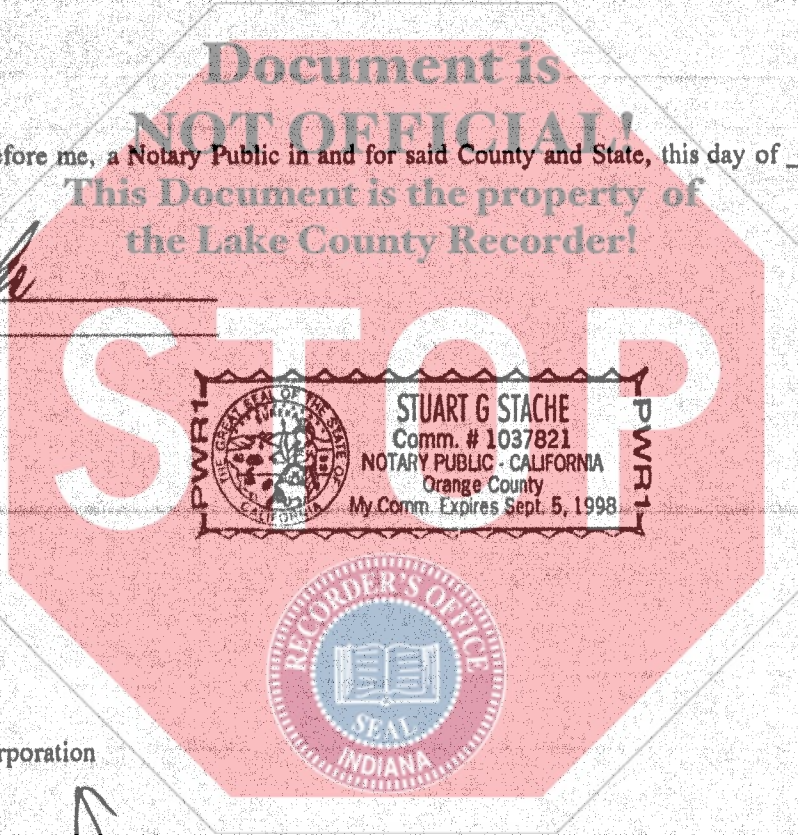 Document is
NOT OFFICIAL!
efore me, a Notary Public in and for said County and State, this day of _
This Document is the property of
the Lake County Recorder!
STOP
PWR1
THE GREAT SEAL OF THE STATE OF CALIFORNIA
EUREKA
STUART G STACHE
Comm. # 1037821
NOTARY PUBLIC - CALIFORNIA
Orange County
My Comm. Expires Sept. 5, 1998
PWR1
RECORDER'S OFFICE
SEAL
INDIANA
rporation